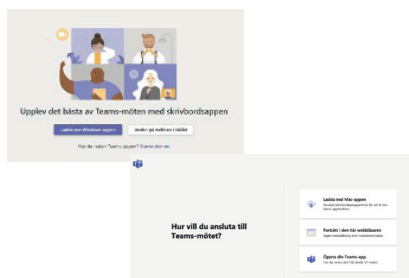 Upplev det bästa av Teams-möten med skrivbordsappen
Ladda ner Windows-appen
Anslut på webben i stället
Har du redan Teams-appen? Starta den nu
Hur vill du ansluta till
Teams-mötet?
Ladda ned Mac-appen
Fortsätt i den här webbläsaren
Öppna din Teams-app